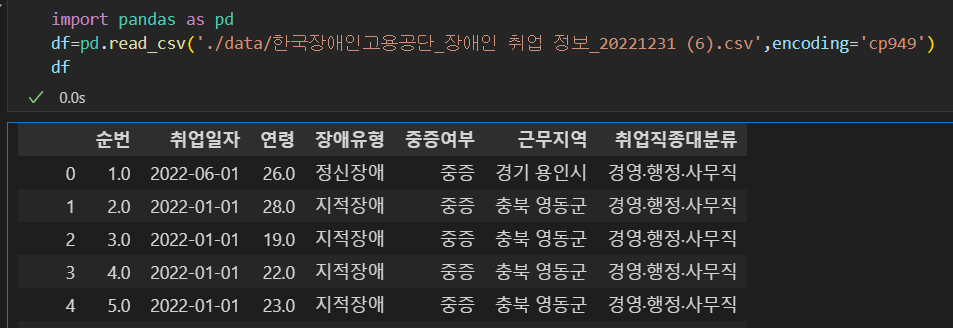 import pandas as pd
df=pd.read_csv('./data/한국장애인고용공단_장애인 취업 정보_20221231 (6).csv',encoding='cp949')
df
✓ 0.0s
순번 취업일자 연령 장애유형 중증여부 근무지역 취업직종대분류
0 1.0 2022-06-01 26.0 정신장애 중증 경기 용인시 경영·행정·사무직
1 2.0 2022-01-01 28.0 지적장애 중증 충북 영동군 경영·행정·사무직
2 3.0 2022-01-01 19.0 지적장애 중증 충북 영동군 경영·행정·사무직
3 4.0 2022-01-01 22.0 지적장애 중증 충북 영동군 경영·행정·사무직
4 5.0 2022-01-01 23.0 지적장애 중증 충북 영동군 경영·행정·사무직